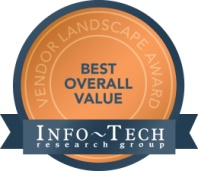 VENDOR LANDSCAPE AWARD
BEST
OVERALL
VALUE
INFO~TECH
research group